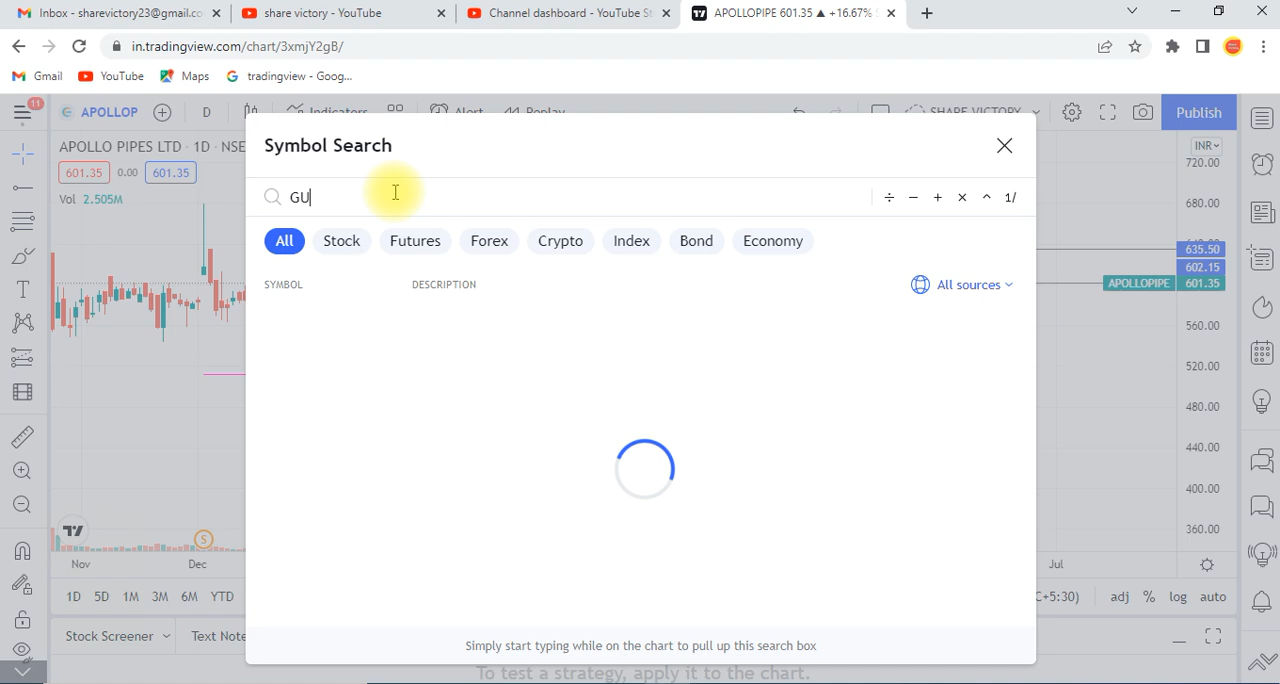 Inbox - sharevictory23@gmail.co
share victory - YouTube
Channel dashboard - YouTube St
APOLLOPIPE 601.35 ▲ +16.67%
in.tradingview.com/chart/3xmjY2gB/
Gmail
YouTube
Maps
tradingview - Goog...
11
APOLLOP
D
Indicators
Alert
Replay
SHARE VICTORY
Publish
Symbol Search
APOLLO PIPES LTD · 1D · NSE
INR
601.35
0.00
601.35
720.00
Vol 2.505M
GU
÷ − + × ^ 1/
680.00
All
Stock
Futures
Forex
Crypto
Index
Bond
Economy
635.50
602.15
SYMBOL
DESCRIPTION
All sources
APOLLOPIPE
601.35
560.00
520.00
480.00
440.00
400.00
360.00
S
Nov
Dec
Jul
1D
5D
1M
3M
6M
YTD
C+5:30)
adj
%
log
auto
Stock Screener
Text Note
Simply start typing while on the chart to pull up this search box
To test a strategy, apply it to the chart.